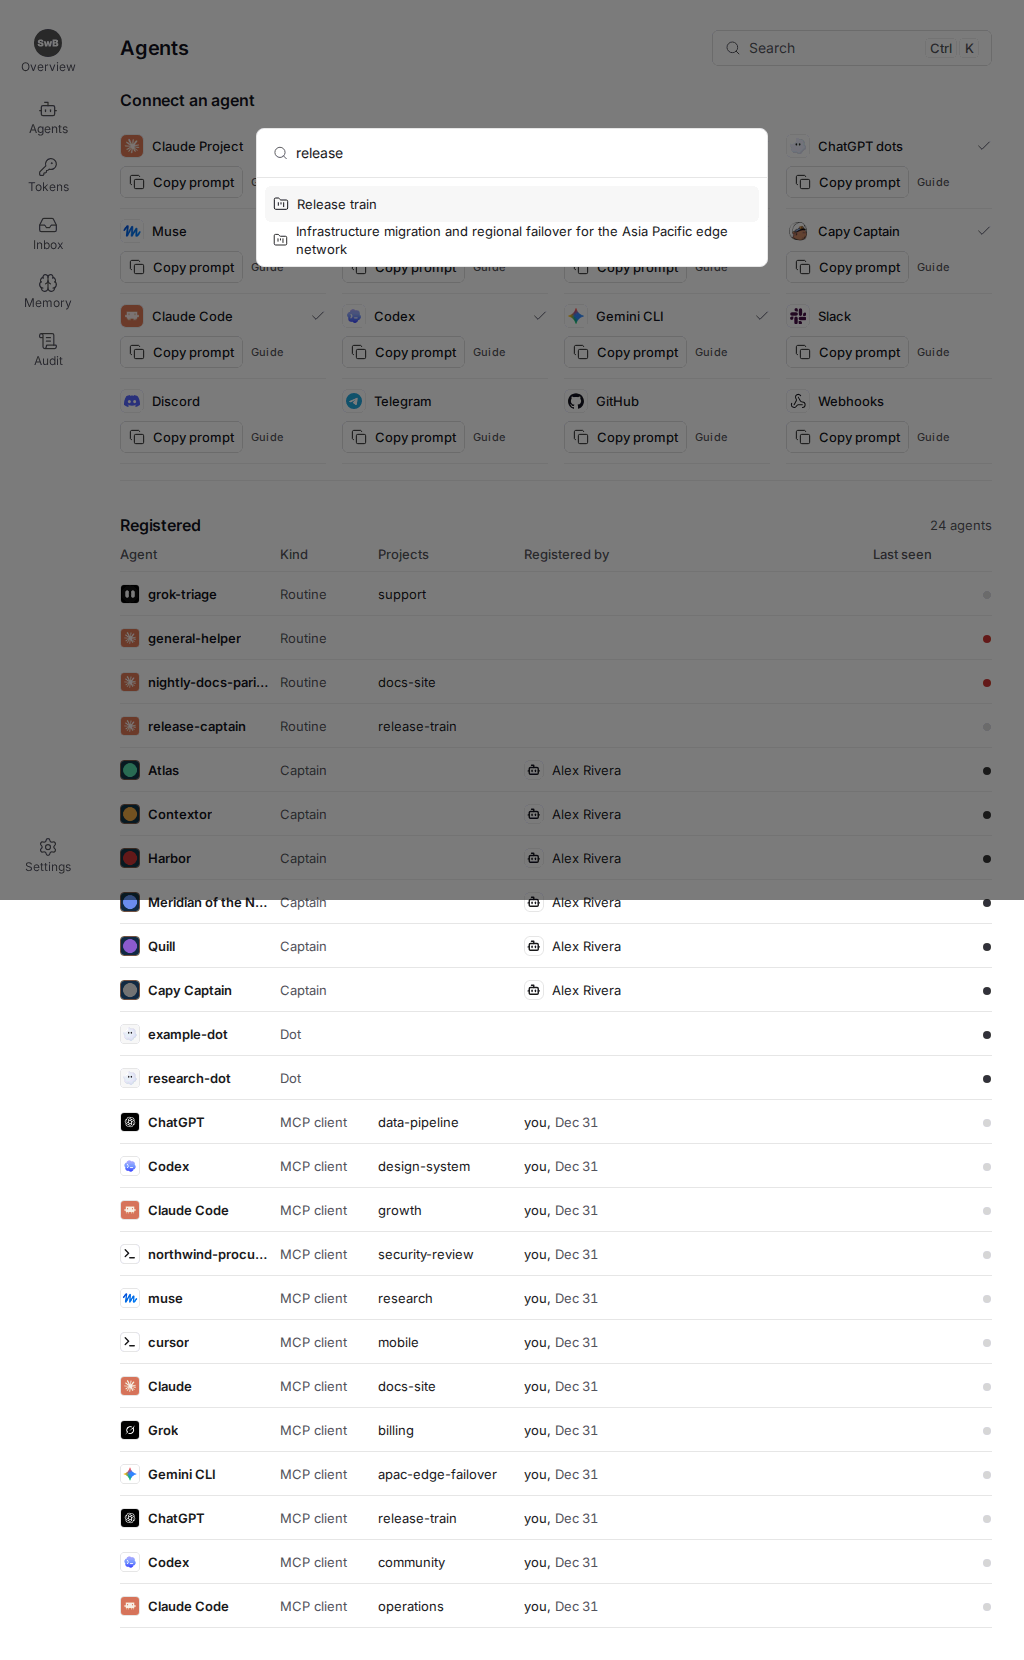 SwB
Overview
Agents
Tokens
Inbox
Memory
Audit
Settings
Agents
Search
Ctrl K
Connect an agent
release
Release train
Infrastructure migration and regional failover for the Asia Pacific edge
network
Claude Project
ChatGPT dots
Copy prompt
Copy prompt Guide
Muse
Capy Captain
Copy prompt Guide
Copy prompt Guide
Copy prompt Guide
Copy prompt Guide
Claude Code
Codex
Gemini CLI
Slack
Copy prompt Guide
Copy prompt Guide
Copy prompt Guide
Copy prompt Guide
Discord
Telegram
GitHub
Webhooks
Copy prompt Guide
Copy prompt Guide
Copy prompt Guide
Copy prompt Guide
Registered
24 agents
Agent Kind Projects Registered by Last seen
grok-triage Routine support
general-helper Routine
nightly-docs-pari... Routine docs-site
release-captain Routine release-train
Atlas Captain Alex Rivera
Contextor Captain Alex Rivera
Harbor Captain Alex Rivera
Meridian of the N... Captain Alex Rivera
Quill Captain Alex Rivera
Capy Captain Captain Alex Rivera
example-dot Dot
research-dot Dot
ChatGPT MCP client data-pipeline you, Dec 31
Codex MCP client design-system you, Dec 31
Claude Code MCP client growth you, Dec 31
northwind-procu... MCP client security-review you, Dec 31
muse MCP client research you, Dec 31
cursor MCP client mobile you, Dec 31
Claude MCP client docs-site you, Dec 31
Grok MCP client billing you, Dec 31
Gemini CLI MCP client apac-edge-failover you, Dec 31
ChatGPT MCP client release-train you, Dec 31
Codex MCP client community you, Dec 31
Claude Code MCP client operations you, Dec 31